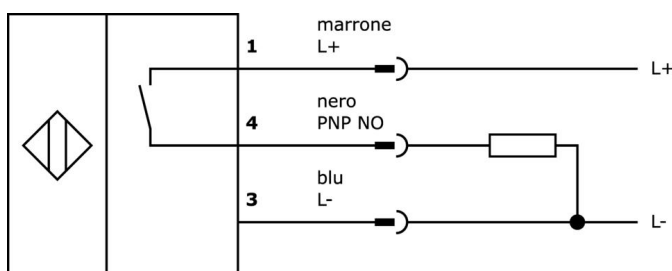 marrone
1 L+
L+
nero
4 PNP NO
blu
3 L-
L-